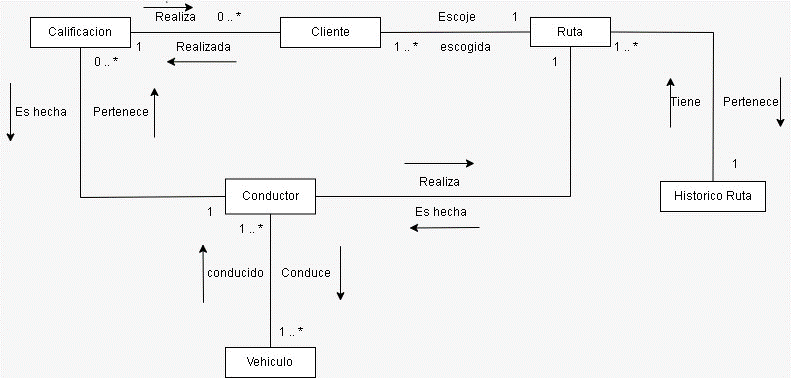 Realiza 0..* Escoje 1
Calificacion Cliente Ruta
1 Realizada 1..* escogida 1..*
0..* 1
Es hecha Pertenece Tiene Pertenece
1
Realiza
Conductor Historico Ruta
1 Es hecha
1..*
conducido Conduce
1..*
Vehiculo